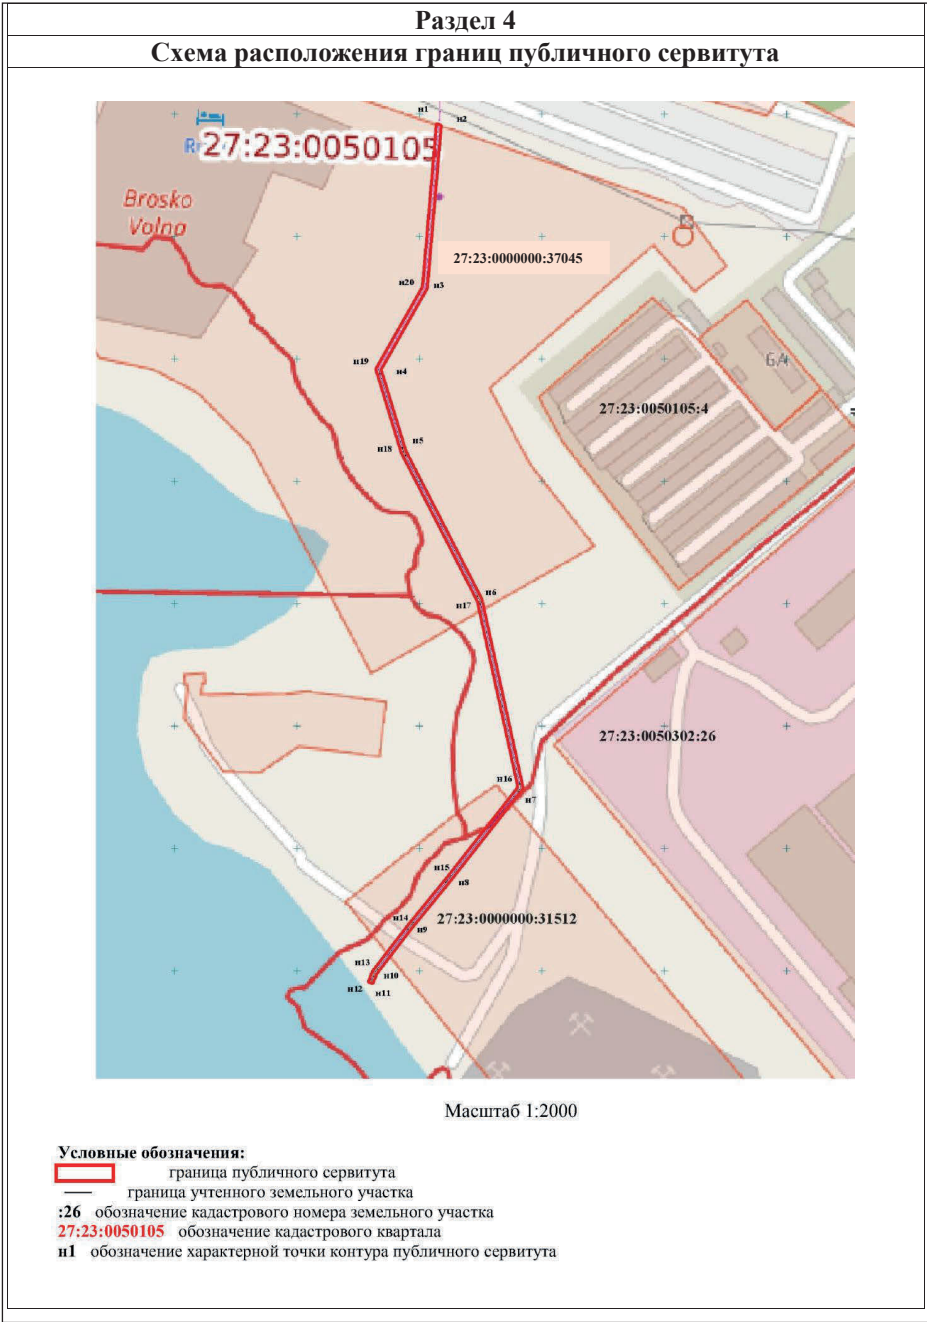 Раздел 4
Схема расположения границ публичного сервитута
н1
н2
27:23:0050105
Brosko
Volna
27:23:0000000:37045
н20
н3
н19
н4
GA
27:23:0050105:4
н5
н18
н6
н17
27:23:0050302:26
н16
н7
н15
н8
н14
27:23:0000000:31512
н9
н13
н10
н12
н11
Масштаб 1:2000
Условные обозначения:
граница публичного сервитута
граница учтенного земельного участка
:26 обозначение кадастрового номера земельного участка
27:23:0050105 обозначение кадастрового квартала
н1 обозначение характерной точки контура публичного сервитута